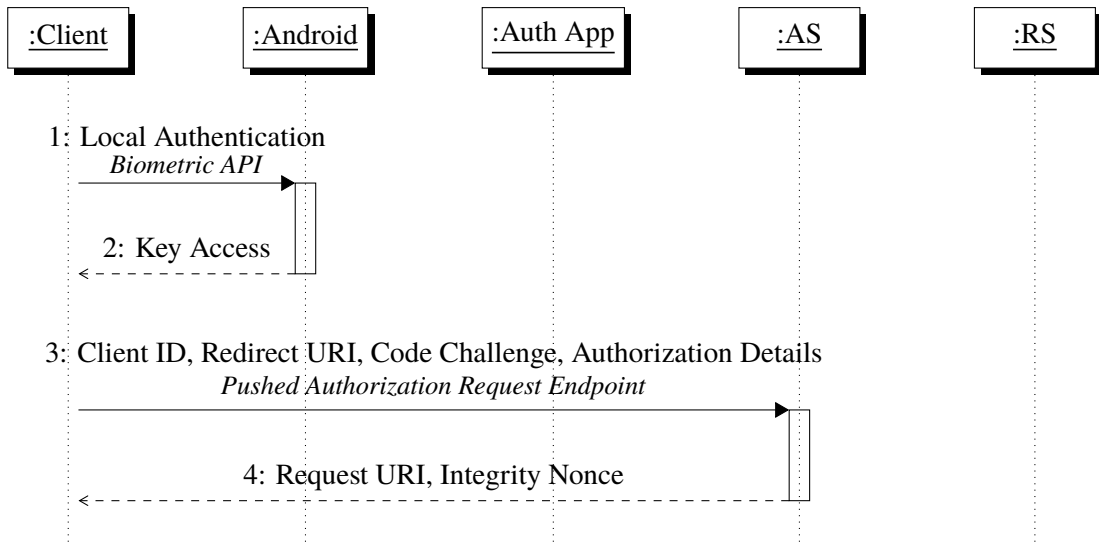 :Client
:Android
:Auth App
:AS
:RS
1: Local Authentication
Biometric API
2: Key Access
3: Client ID, Redirect URI, Code Challenge, Authorization Details
Pushed Authorization Request Endpoint
4: Request URI, Integrity Nonce